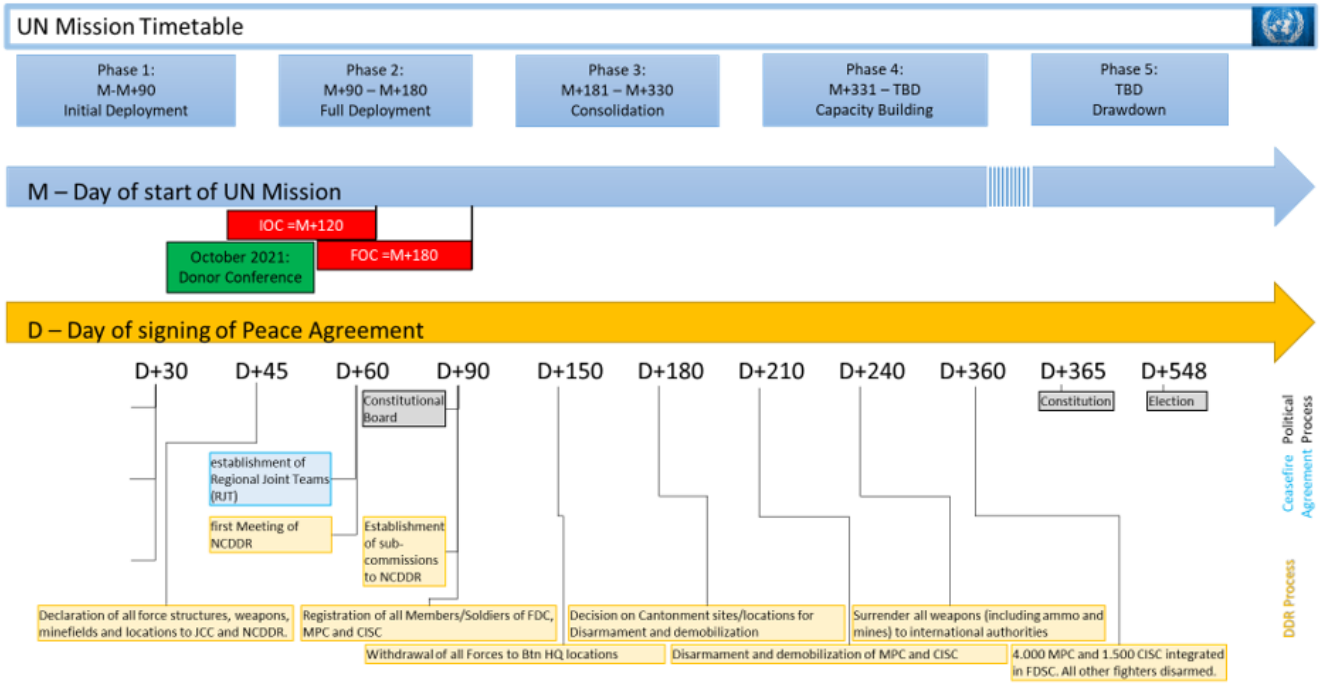 UN Mission Timetable
Phase 1:
M-M+90
Initial Deployment
Phase 2:
M+90 – M+180
Full Deployment
Phase 3:
M+181 – M+330
Consolidation
Phase 4:
M+331 – TBD
Capacity Building
Phase 5:
TBD
Drawdown
M – Day of start of UN Mission
IOC =M+120
FOC =M+180
October 2021:
Donor Conference
D – Day of signing of Peace Agreement
D+30
D+45
D+60
D+90
D+150
D+180
D+210
D+240
D+360
D+365
D+548
Constitutional
Board
Constitution
Election
establishment of
Regional Joint Teams
(RJT)
first Meeting of
NCDDR
Establishment
of sub-
commissions
to NCDDR
Declaration of all force structures, weapons,
minefields and locations to JCC and NCDDR.
Registration of all Members/Soldiers of FDC,
MPC and CISC
Decision on Cantonment sites/locations for
Disarmament and demobilization
Surrender all weapons (including ammo and
mines) to international authorities
Withdrawal of all Forces to Btn HQ locations
Disarmament and demobilization of MPC and CISC
4.000 MPC and 1.500 CISC integrated
in FDSC. All other fighters disarmed.
Political
Process
Ceasefire
Agreement
DDR Process